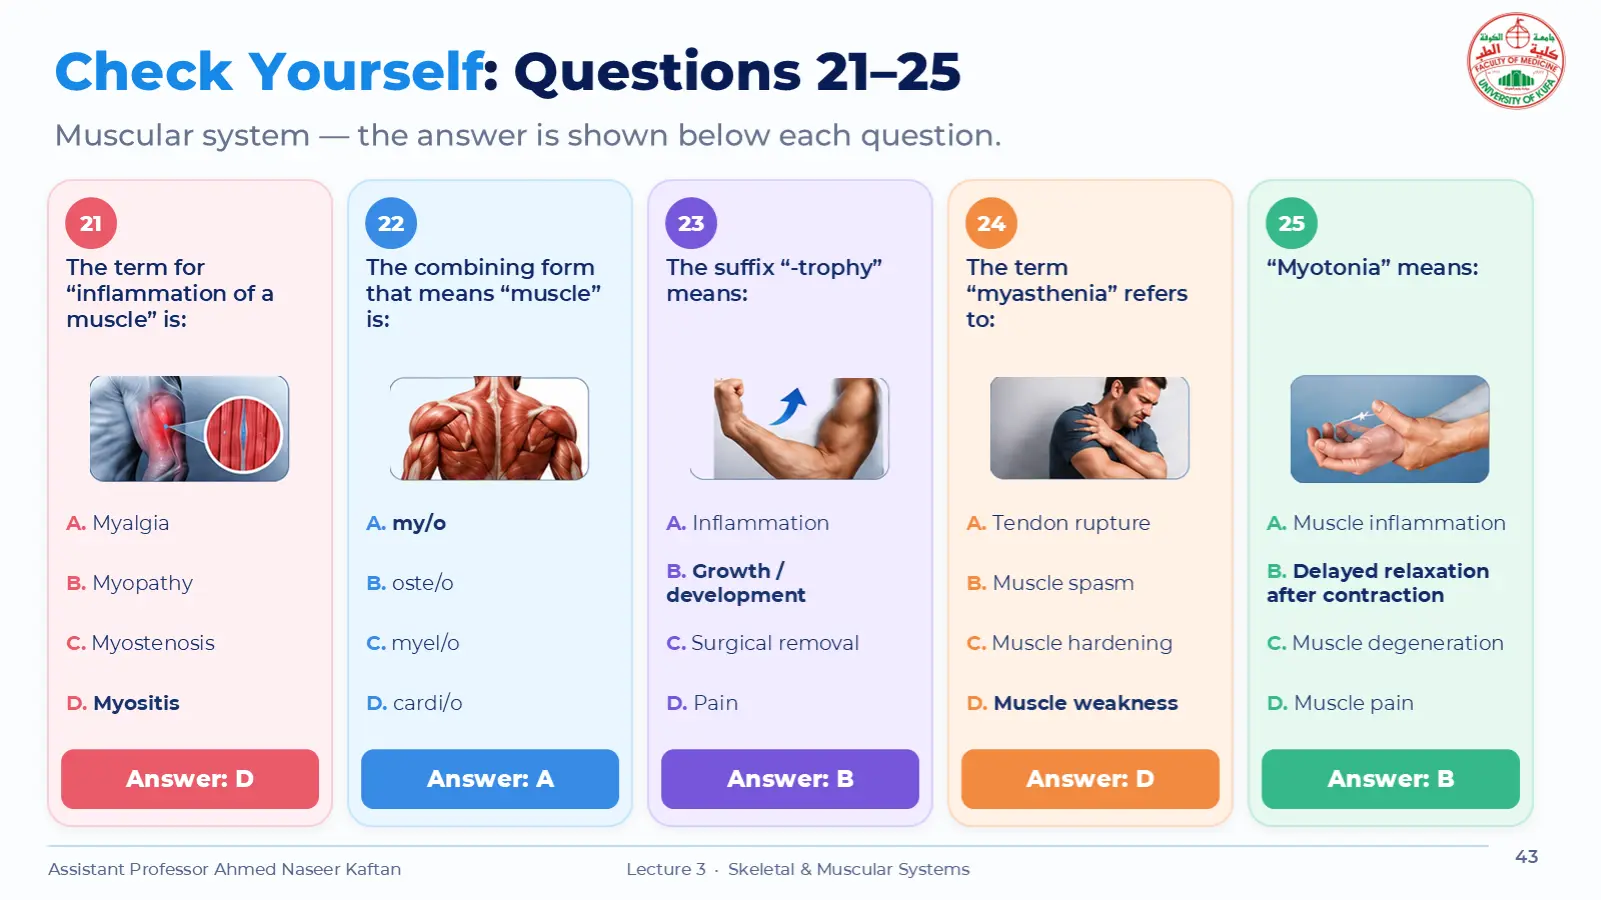 Check Yourself: Questions 21–25
Muscular system — the answer is shown below each question.
جامعة الكوفة
كلية الطب
FACULTY OF MEDICINE
UNIVERSITY OF KUFA
21
The term for
“inflammation of a
muscle” is:
A. Myalgia
B. Myopathy
C. Myostenosis
D. Myositis
Answer: D
22
The combining form
that means “muscle”
is:
A. my/o
B. oste/o
C. myel/o
D. cardi/o
Answer: A
23
The suffix “-trophy”
means:
A. Inflammation
B. Growth /
development
C. Surgical removal
D. Pain
Answer: B
24
The term
“myasthenia” refers
to:
A. Tendon rupture
B. Muscle spasm
C. Muscle hardening
D. Muscle weakness
Answer: D
25
“Myotonia” means:
A. Muscle inflammation
B. Delayed relaxation
after contraction
C. Muscle degeneration
D. Muscle pain
Answer: B
Assistant Professor Ahmed Naseer Kaftan
Lecture 3 · Skeletal & Muscular Systems
43